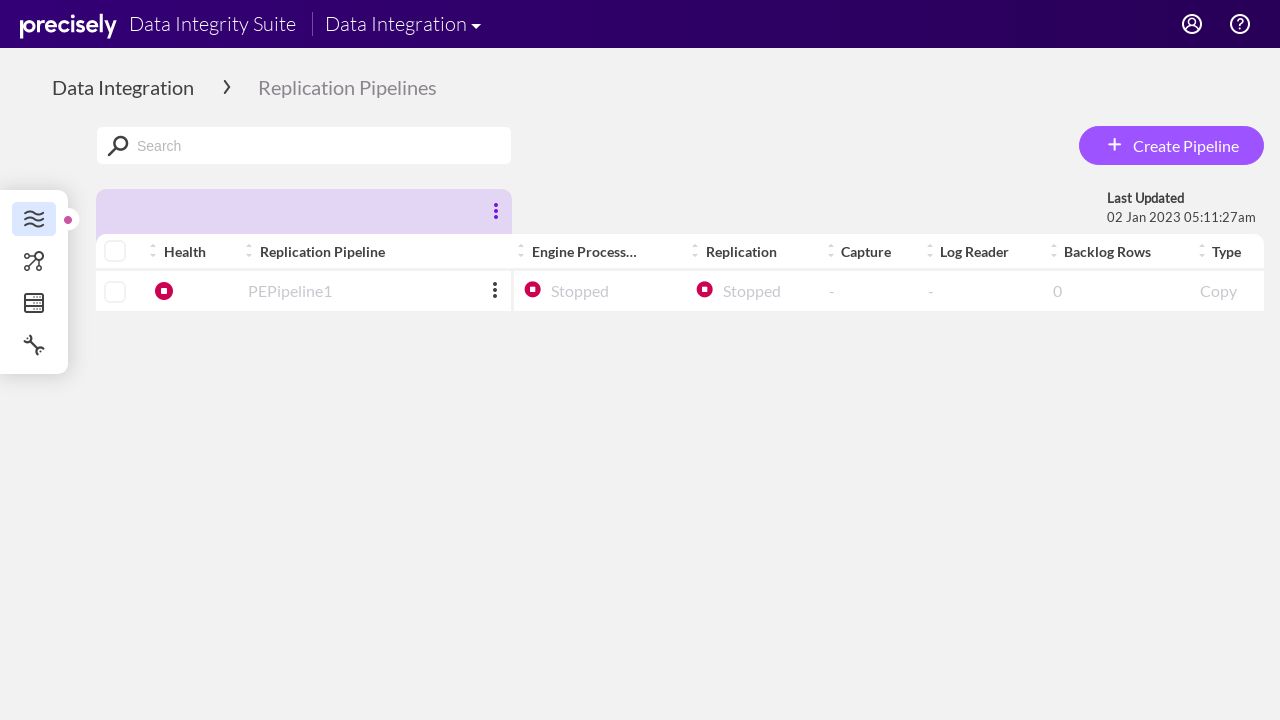 precisely Data Integrity Suite Data Integration
Data Integration Replication Pipelines
Search
+ Create Pipeline
Last Updated
02 Jan 2023 05:11:27am
Health Replication Pipeline Engine Process... Replication Capture Log Reader Backlog Rows Type
PEPipeline1 Stopped Stopped - - 0 Copy